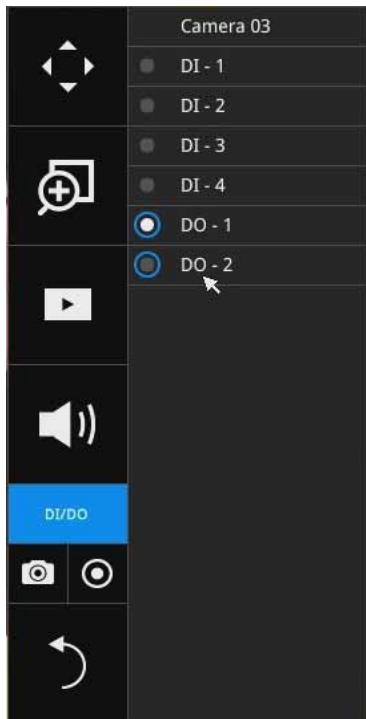 Camera 03
DI - 1
DI - 2
DI - 3
DI - 4
DO - 1
DO - 2
DI/DO